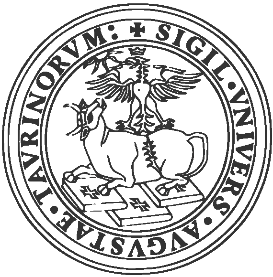 ✠ SIGIL · VNIVERS · AVGVSTAE · TAVRINORVM: